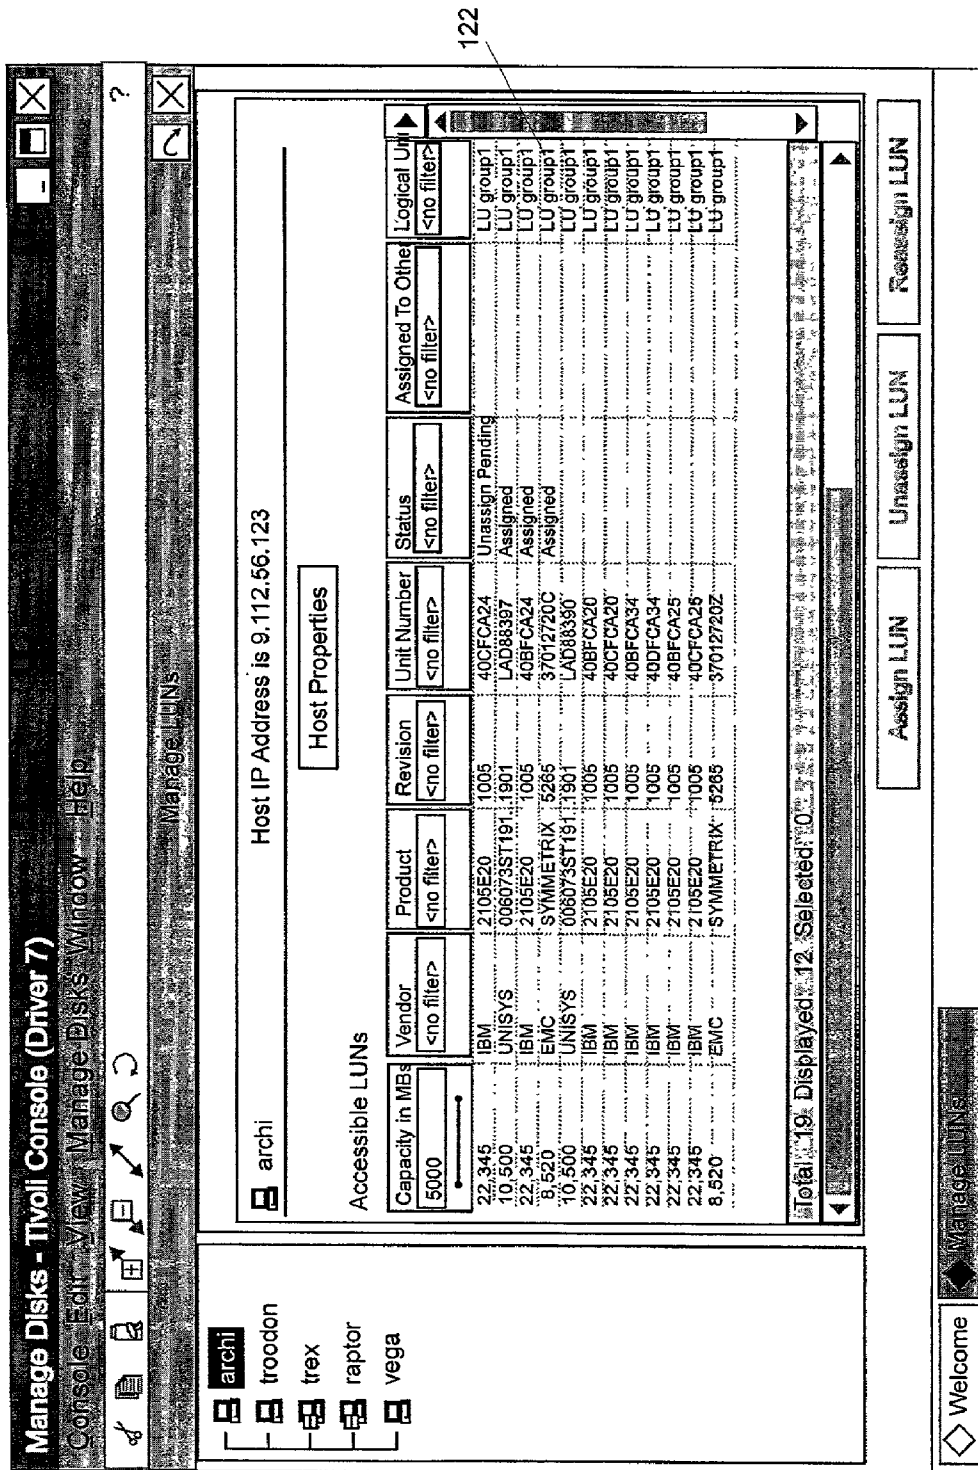 Manage Disks - Tivoli Console (Driver 7)
Console Edit View Manage Disks Window Help
?
Manage LUNs
archi
troodon
trex
raptor
vega
archi Host IP Address is 9.112.56.123
Host Properties
Accessible LUNs
Capacity in MBs Vendor Product Revision Unit Number Status Assigned To Other Logical Uni
5000 <no filter> <no filter> <no filter> <no filter> <no filter> <no filter> <no filter>
22,345 IBM 2105E20 1005 40DFCA24 Unassign Pending LU group1
10,500 UNISYS 006073ST191... 1901 LAD88397 Assigned LU group1
22,345 IBM 2105E20 1005 40BFCA24 Assigned LU group1
8,520 EMC SYMMETRIX 5265 37012720C Assigned LU group1
10,500 UNISYS 006073ST191... 1901 LAD88390 LU group1
22,345 IBM 2105E20 1005 40BFCA20 LU group1
22,345 IBM 2105E20 1005 40CFCA20 LU group1
22,345 IBM 2105E20 1005 40BFCA34 LU group1
22,345 IBM 2105E20 1005 40DFCA34 LU group1
22,345 IBM 2105E20 1005 40BFCA25 LU group1
22,345 IBM 2105E20 1005 40CFCA25 LU group1
8,520 EMC SYMMETRIX 5265 37012720Z LU group1
Total: 19 Displayed: 12 Selected: 0
Assign LUN Unassign LUN Reassign LUN
Welcome Manage LUNs
122